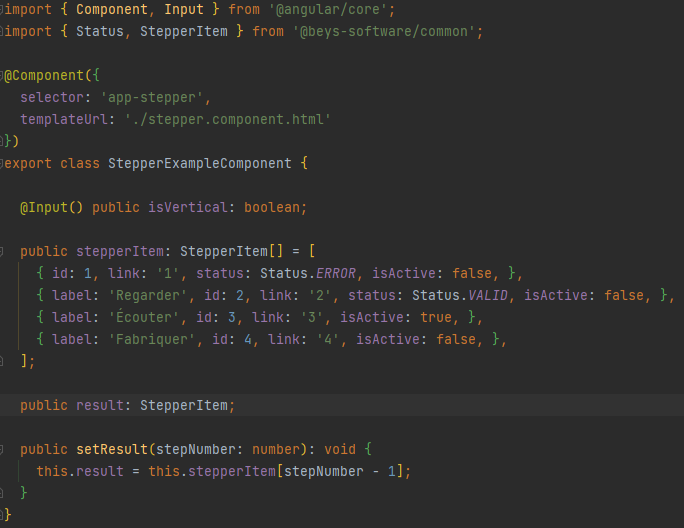 import { Component, Input } from '@angular/core';
import { Status, StepperItem } from '@beys-software/common';

@Component({
  selector: 'app-stepper',
  templateUrl: './stepper.component.html'
})
export class StepperExampleComponent {

  @Input() public isVertical: boolean;

  public stepperItem: StepperItem[] = [
    { id: 1, link: '1', status: Status.ERROR, isActive: false, },
    { label: 'Regarder', id: 2, link: '2', status: Status.VALID, isActive: false, },
    { label: 'Écouter', id: 3, link: '3', isActive: true, },
    { label: 'Fabriquer', id: 4, link: '4', isActive: false, },
  ];

  public result: StepperItem;

  public setResult(stepNumber: number): void {
    this.result = this.stepperItem[stepNumber - 1];
  }
}